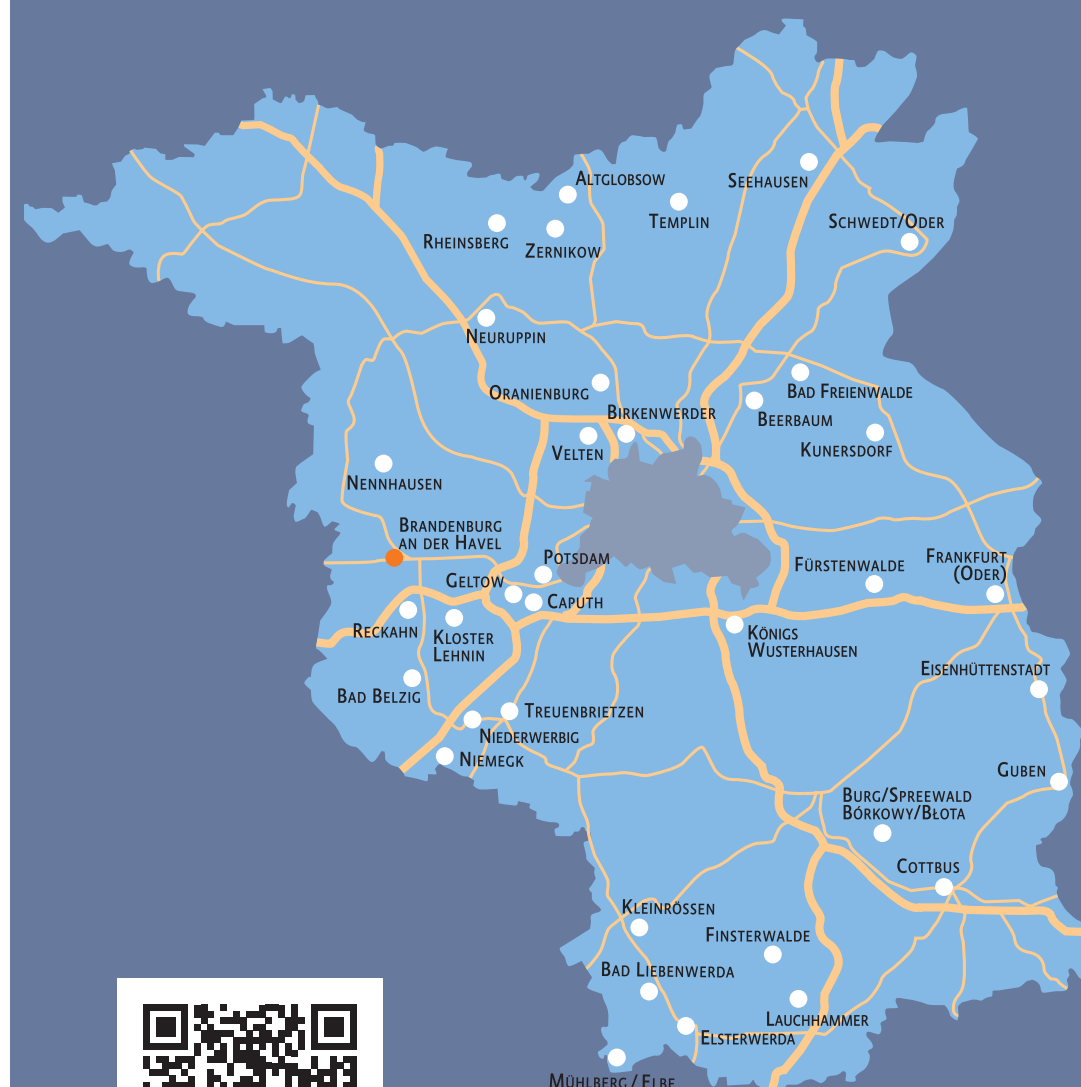 Altglobsow
Seehausen
Templin
Schwedt/Oder
Rheinsberg
Zernikow
Neuruppin
Oranienburg
Bad Freienwalde
Birkenwerder
Beerbaum
Velten
Kunersdorf
Nennhausen
Brandenburg
an der Havel
Potsdam
Frankfurt
(Oder)
Fürstenwalde
Geltow
Caputh
Reckahn
Kloster
Lehnin
Königs
Wusterhausen
Eisenhüttenstadt
Bad Belzig
Treuenbrietzen
Niederwerbig
Niemegk
Guben
Burg/Spreewald
Bórkowy/Błota
Cottbus
Kleinrössen
Finsterwalde
Bad Liebenwerda
Lauchhammer
Elsterwerda
Mühlberg/Elbe